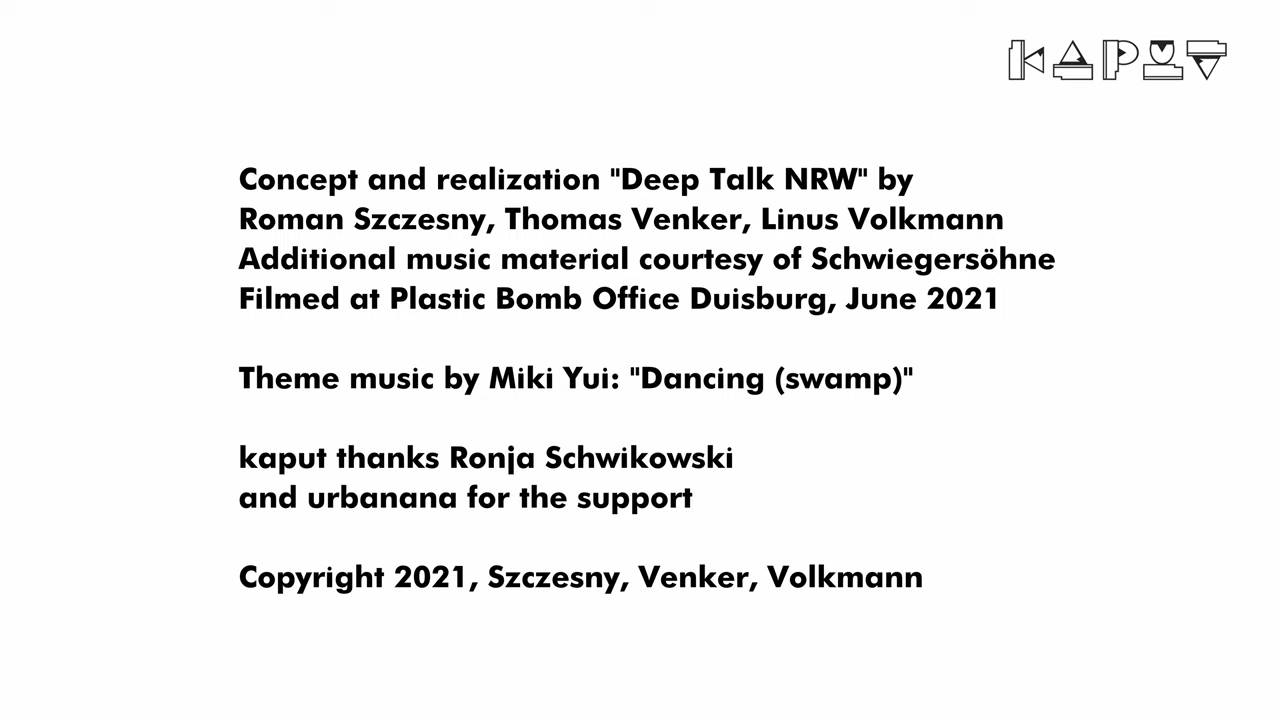 KAPUT
Concept and realization "Deep Talk NRW" by
Roman Szczesny, Thomas Venker, Linus Volkmann
Additional music material courtesy of Schwiegersöhne
Filmed at Plastic Bomb Office Duisburg, June 2021
Theme music by Miki Yui: "Dancing (swamp)"
kaput thanks Ronja Schwikowski
and urbanana for the support
Copyright 2021, Szczesny, Venker, Volkmann